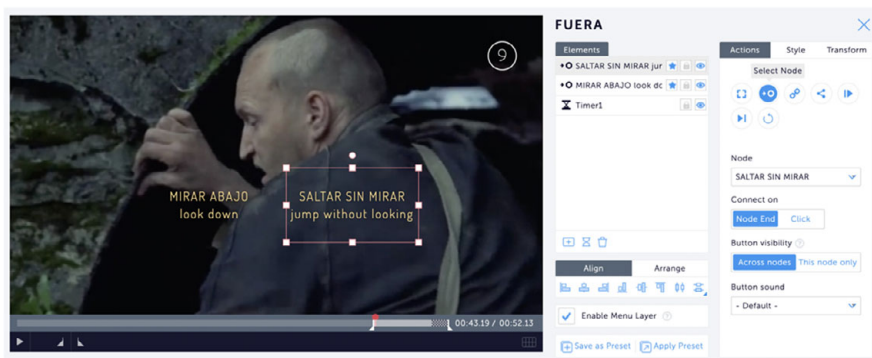 FUERA
9
MIRAR ABAJO
look down
SALTAR SIN MIRAR
jump without looking
00:43.19 / 00:52.13
Elements
SALTAR SIN MIRAR jur
MIRAR ABAJO look dc
Timer1
Align
Arrange
Enable Menu Layer
Save as Preset
Apply Preset
Actions
Style
Transform
Select Node
Node
SALTAR SIN MIRAR
Connect on
Node End
Click
Button visibility
Across nodes
This node only
Button sound
- Default -